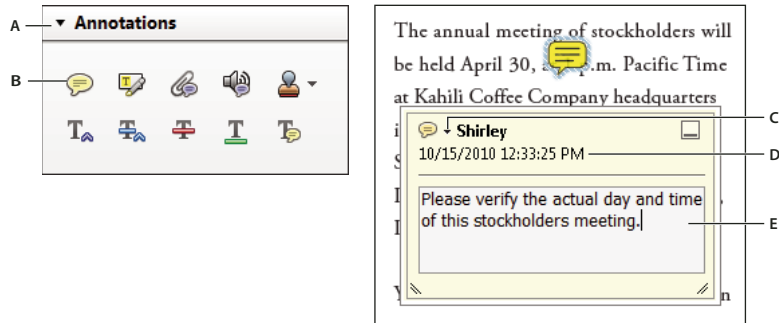 A
Annotations
B
The annual meeting of stockholders will
be held April 30, p.m. Pacific Time
at Kahili Coffee Company headquarters
C
Shirley
10/15/2010 12:33:25 PM
D
Please verify the actual day and time
of this stockholders meeting.
E